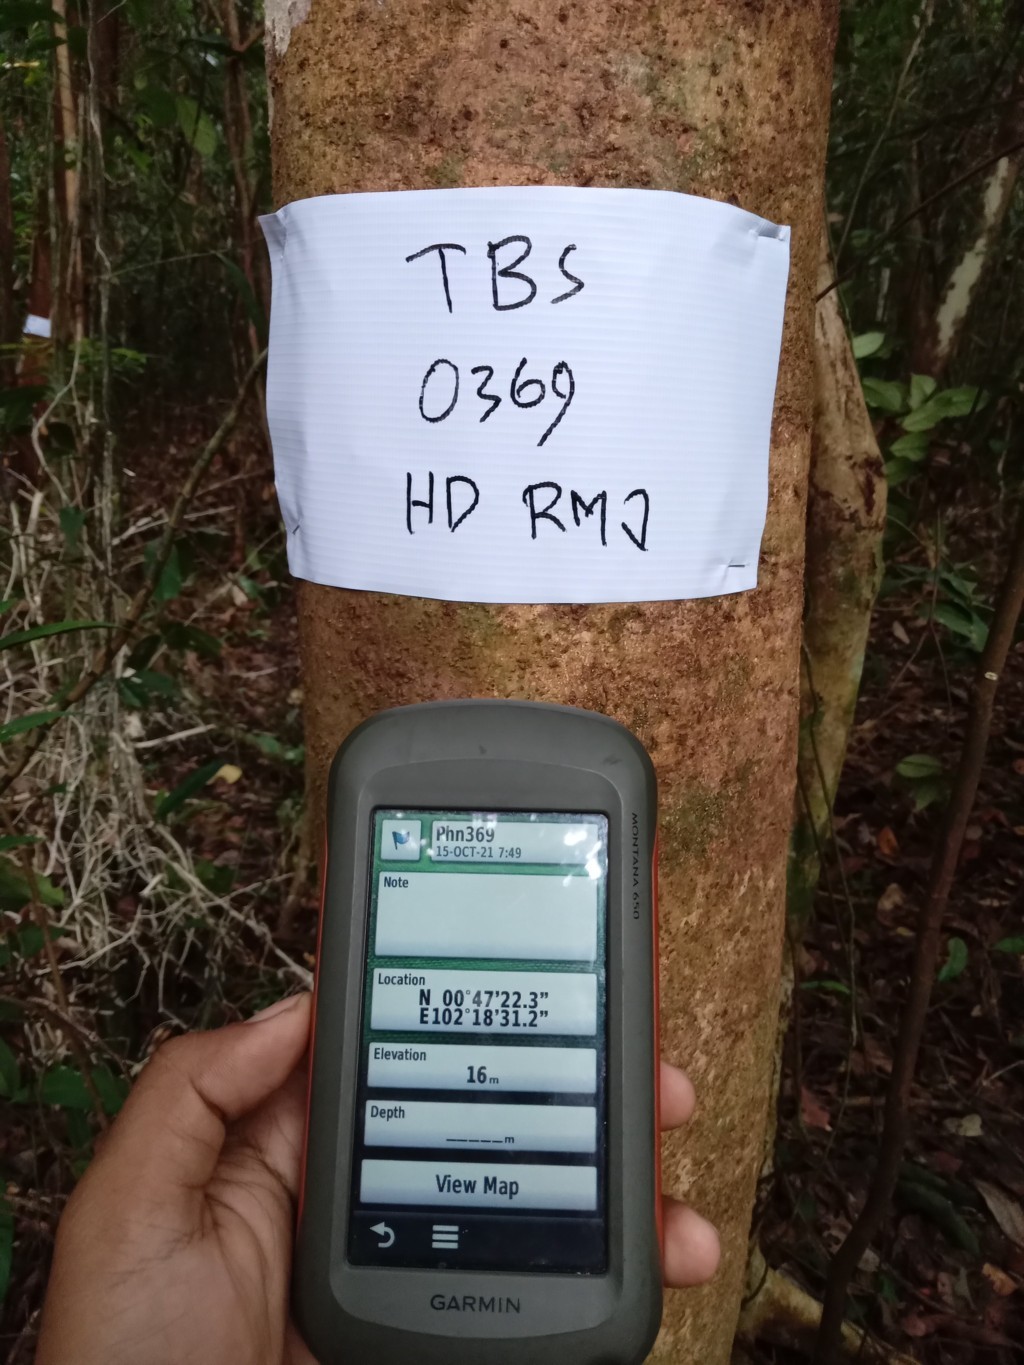 TBS
0369
HD RMJ
MONTANA 650
Phn369
15-OCT-21 7:49
Note
Location
N 00°47'22.3"
E102°18'31.2"
Elevation
16m
Depth
_____m
View Map
GARMIN